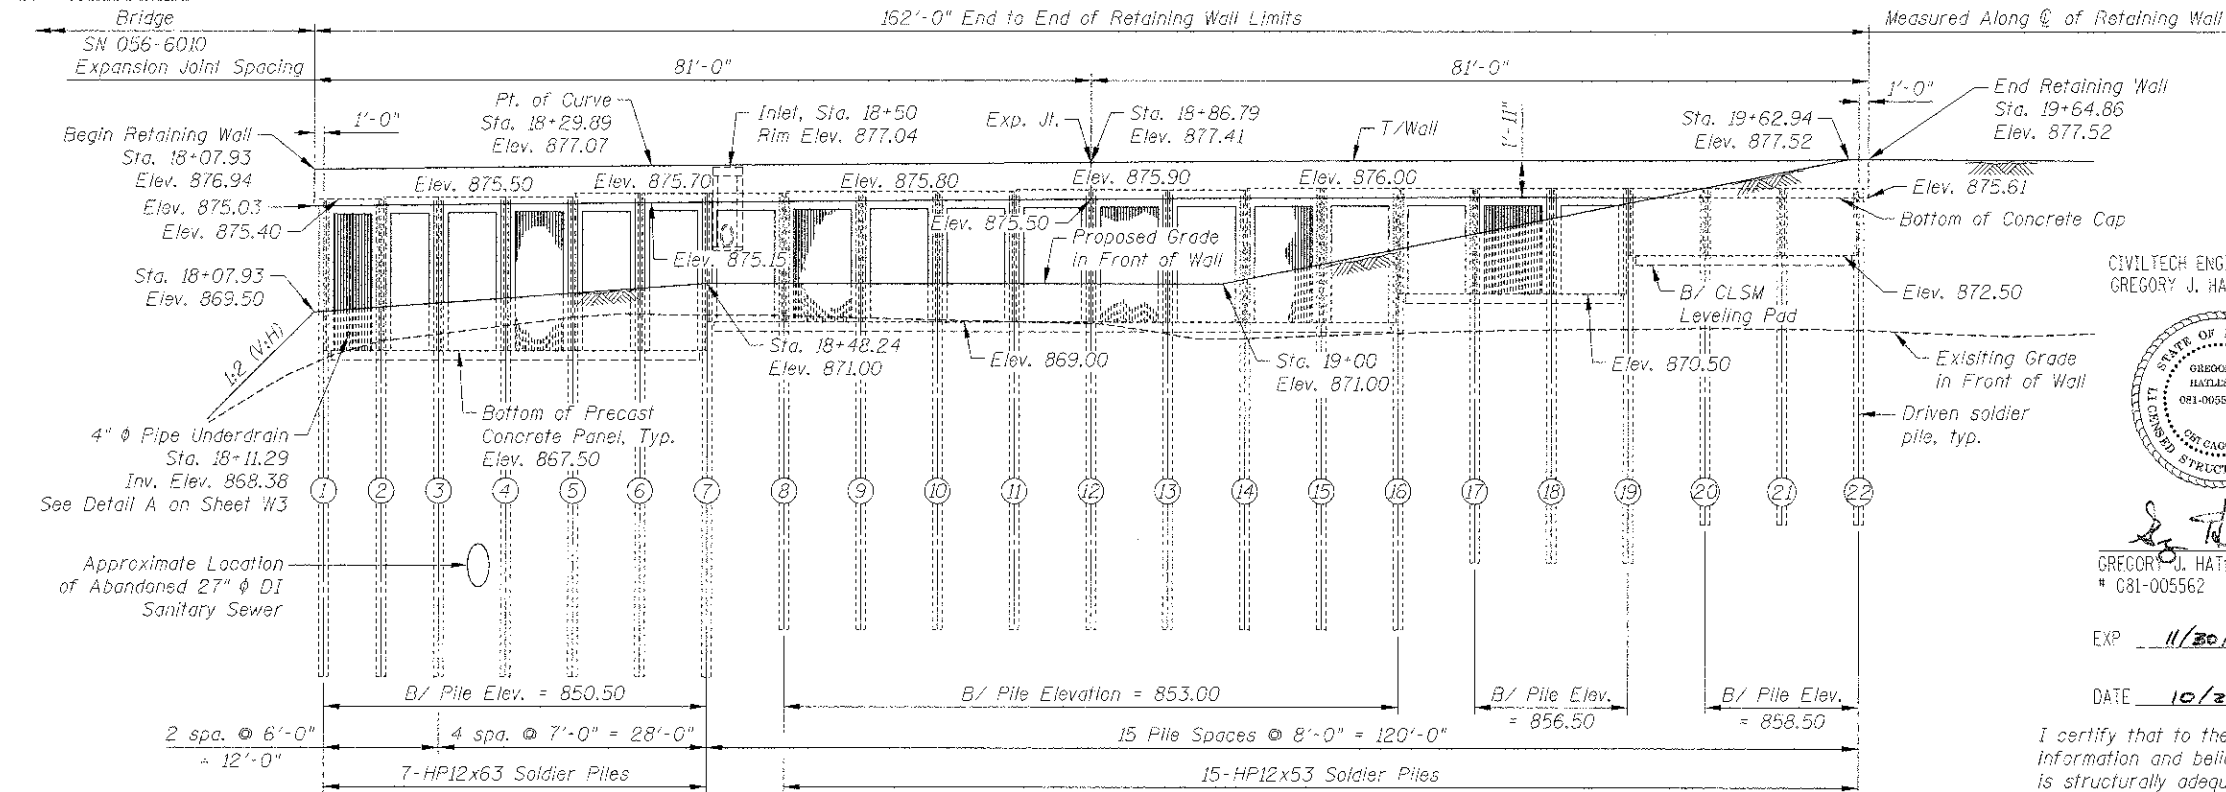 Bridge
162'-0" End to End of Retaining Wall Limits
Measured Along ℄ of Retaining Wall
SN 056-6010
Expansion Joint Spacing
81'-0"
81'-0"
1'-0"
Begin Retaining Wall
Sta. 18+07.93
Elev. 876.94
Pt. of Curve
Sta. 18+29.89
Elev. 877.07
Inlet, Sta. 18+50
Rim Elev. 877.04
Exp. Jt.
Sta. 18+86.79
Elev. 877.41
T/Wall
1'-11"
Sta. 19+62.94
Elev. 877.52
1'-0"
End Retaining Wall
Sta. 19+64.86
Elev. 877.52
Elev. 875.50
Elev. 875.70
Elev. 875.80
Elev. 875.90
Elev. 876.00
Elev. 875.03
Elev. 875.40
Elev. 875.61
Bottom of Concrete Cap
Elev. 875.50
Elev. 875.15
Proposed Grade
in Front of Wall
Sta. 18+07.93
Elev. 869.50
1:2 (V:H)
B/ CLSM
Leveling Pad
Elev. 872.50
CIVILTECH ENG
GREGORY J. HA
Sta. 18+48.24
Elev. 871.00
Elev. 869.00
Sta. 19+00
Elev. 871.00
Elev. 870.50
Exisiting Grade
in Front of Wall
STATE OF
GREGO
HATLES
081-0055
CHICAG
LICENSED STRUCT
Bottom of Precast
Concrete Panel, Typ.
Elev. 867.50
Driven soldier
pile, typ.
4" ϕ Pipe Underdrain
Sta. 18+11.29
Inv. Elev. 868.38
See Detail A on Sheet W3
1 2 3 4 5 6 7 8 9 10 11 12 13 14 15 16 17 18 19 20 21 22
Approximate Location
of Abandoned 27" ϕ DI
Sanitary Sewer
GREGORY J. HAT
# 081-005562
EXP 11/30/
DATE 10/2
B/ Pile Elev. = 850.50
B/ Pile Elevation = 853.00
B/ Pile Elev.
= 856.50
B/ Pile Elev.
= 858.50
2 spa. @ 6'-0"
= 12'-0"
4 spa. @ 7'-0" = 28'-0"
15 Pile Spaces @ 8'-0" = 120'-0"
7-HP12x63 Soldier Piles
15-HP12x53 Soldier Piles
I certify that to the
information and beli
is structurally adequ